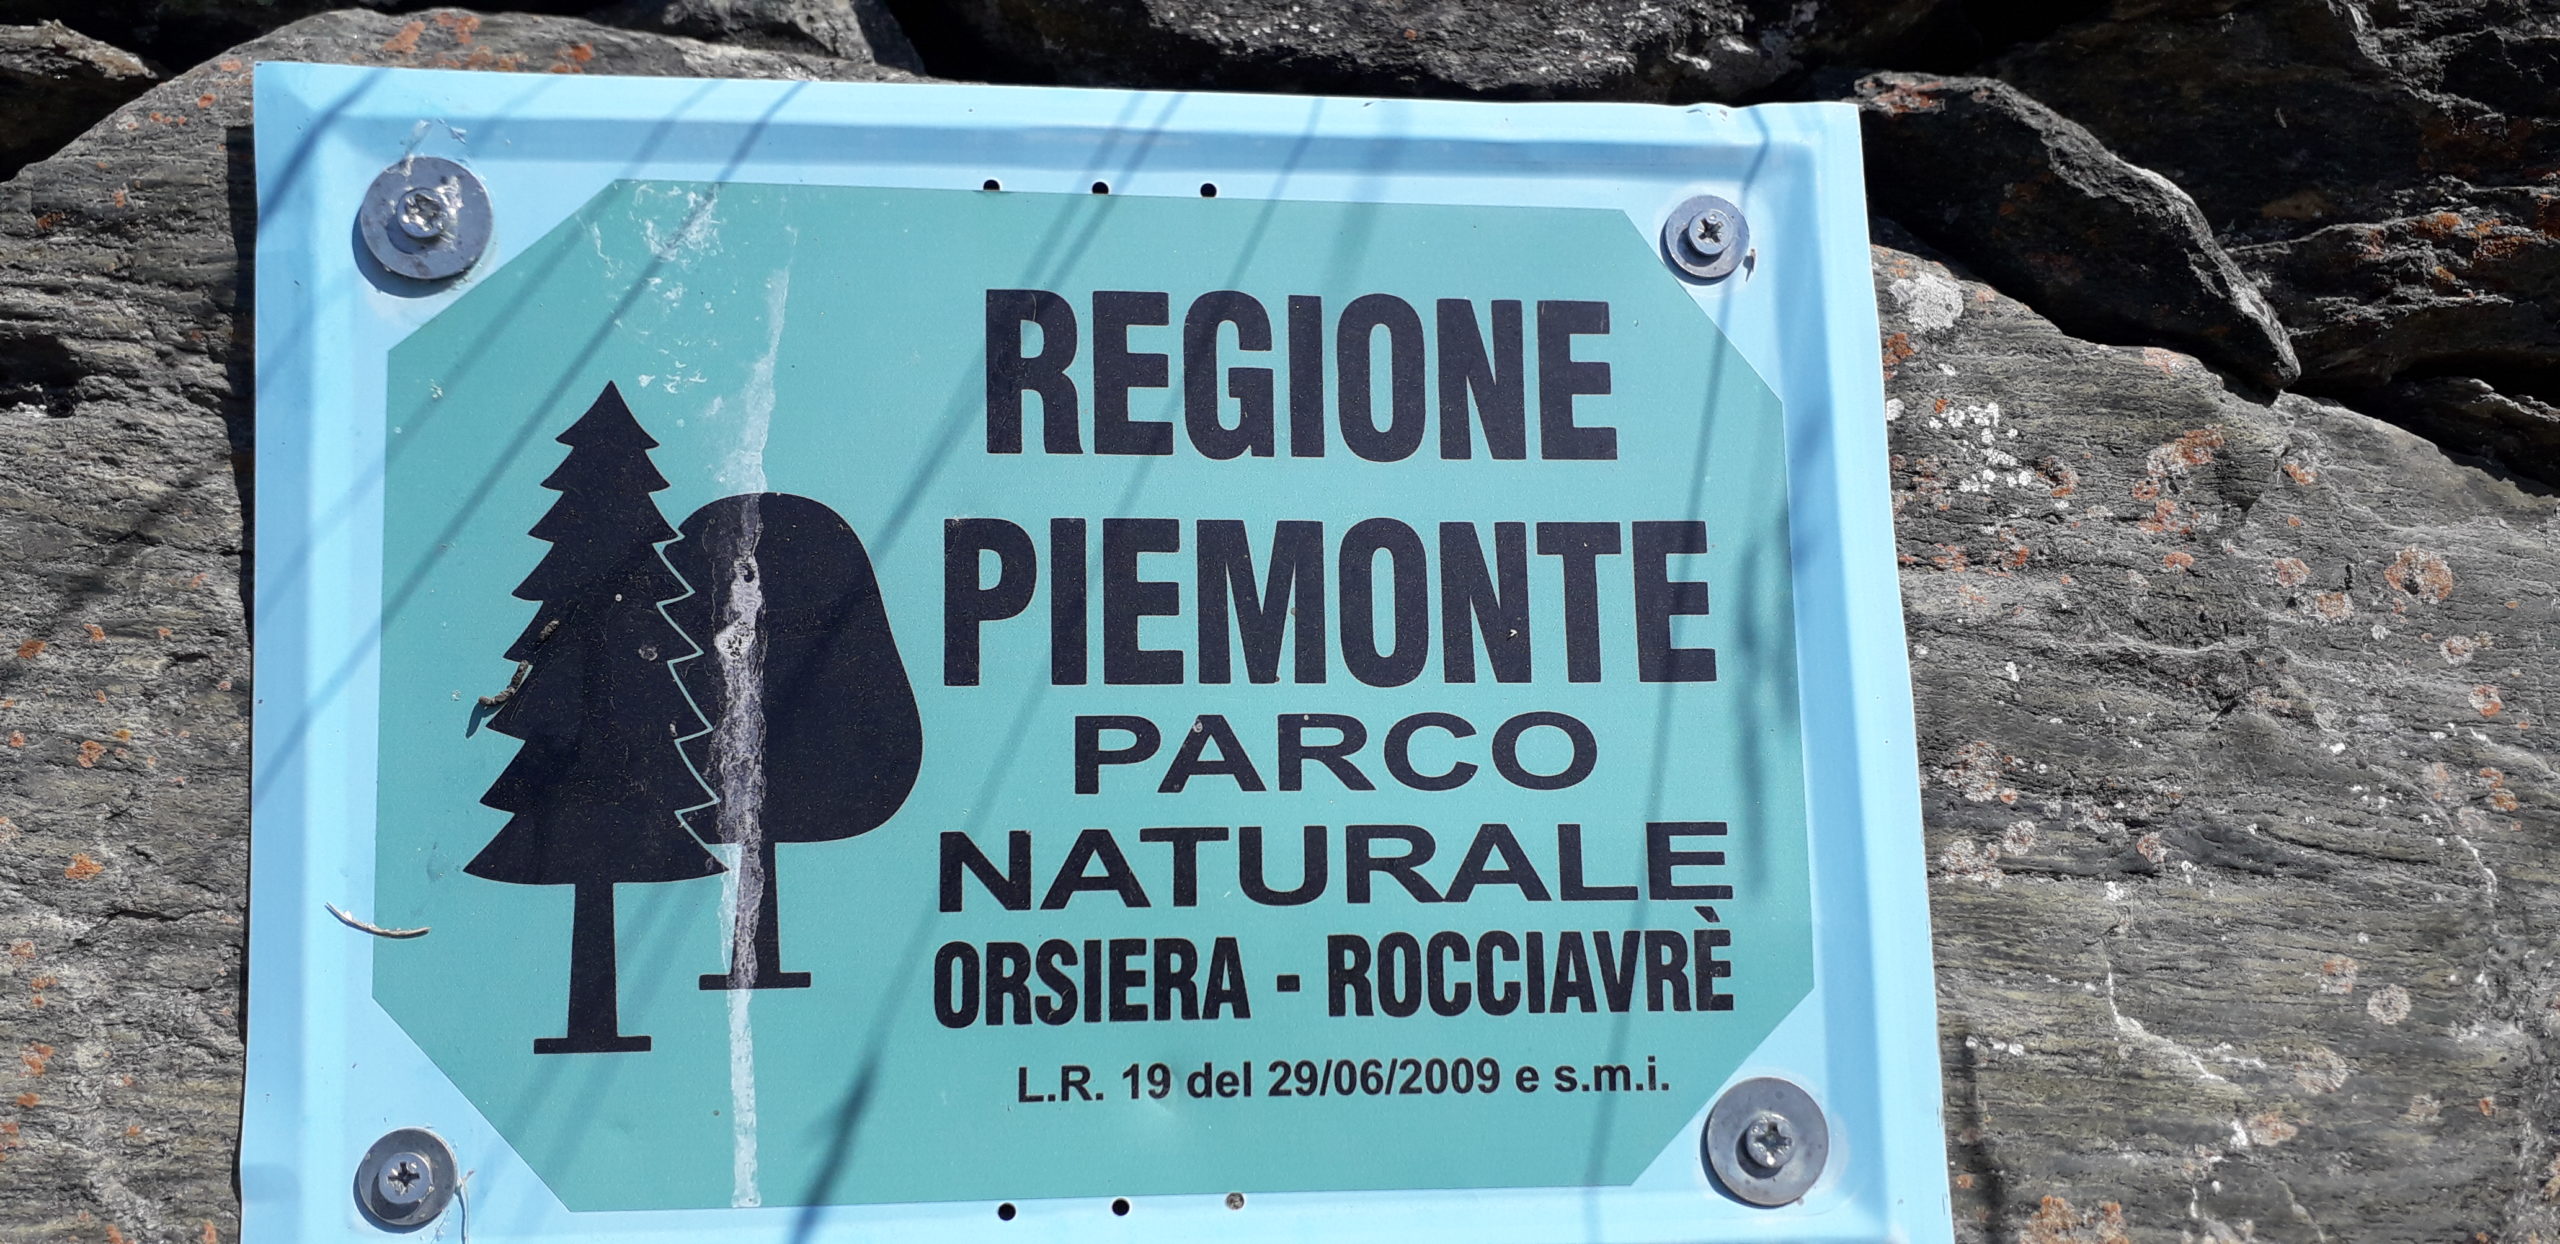 REGIONE
PIEMONTE
PARCO
NATURALE
ORSIERA - ROCCIAVRÈ
L.R. 19 del 29/06/2009 e s.m.i.